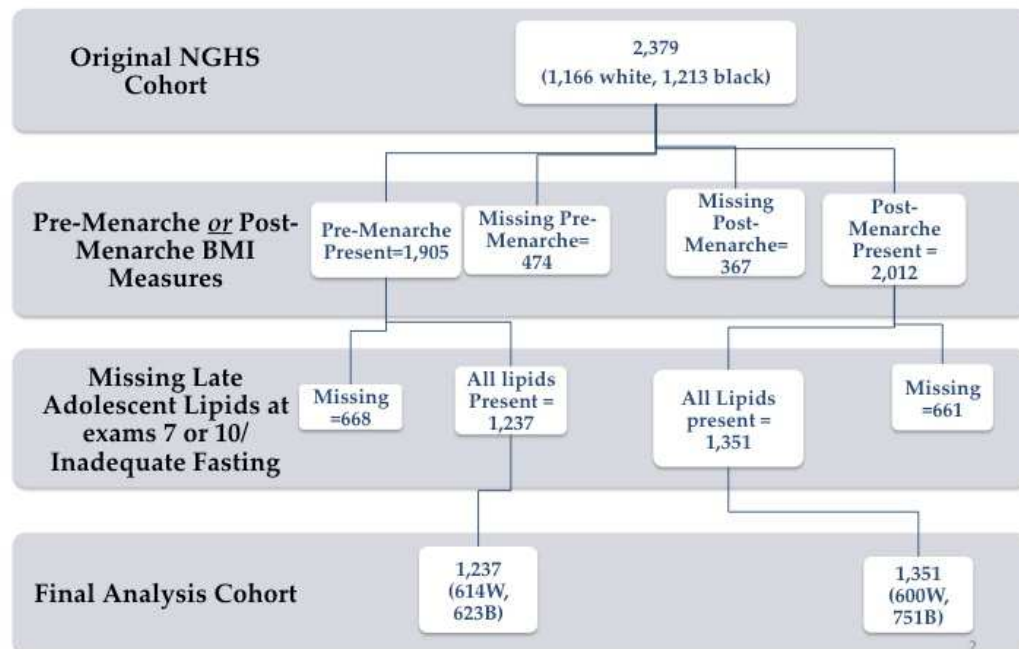 Original NGHS
Cohort
2,379
(1,166 white, 1,213 black)
Pre-Menarche or Post-
Menarche BMI
Measures
Pre-Menarche
Present=1,905
Missing Pre-
Menarche=
474
Missing
Post-
Menarche=
367
Post-
Menarche
Present =
2,012
Missing Late
Adolescent Lipids at
exams 7 or 10/
Inadequate Fasting
Missing
=668
All lipids
Present =
1,237
All Lipids
present =
1,351
Missing
=661
Final Analysis Cohort
1,237
(614W,
623B)
1,351
(600W,
751B)
2